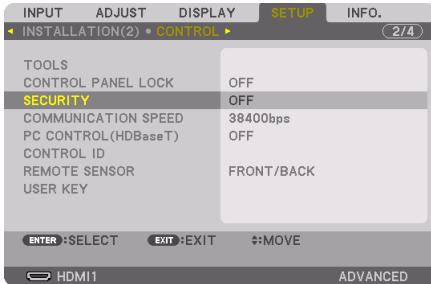 INPUT ADJUST DISPLAY SETUP INFO.
INSTALLATION(2) • CONTROL 2/4
TOOLS
CONTROL PANEL LOCK OFF
SECURITY OFF
COMMUNICATION SPEED 38400bps
PC CONTROL(HDBaseT) OFF
CONTROL ID
REMOTE SENSOR FRONT/BACK
USER KEY
ENTER:SELECT EXIT:EXIT :MOVE
HDMI1 ADVANCED